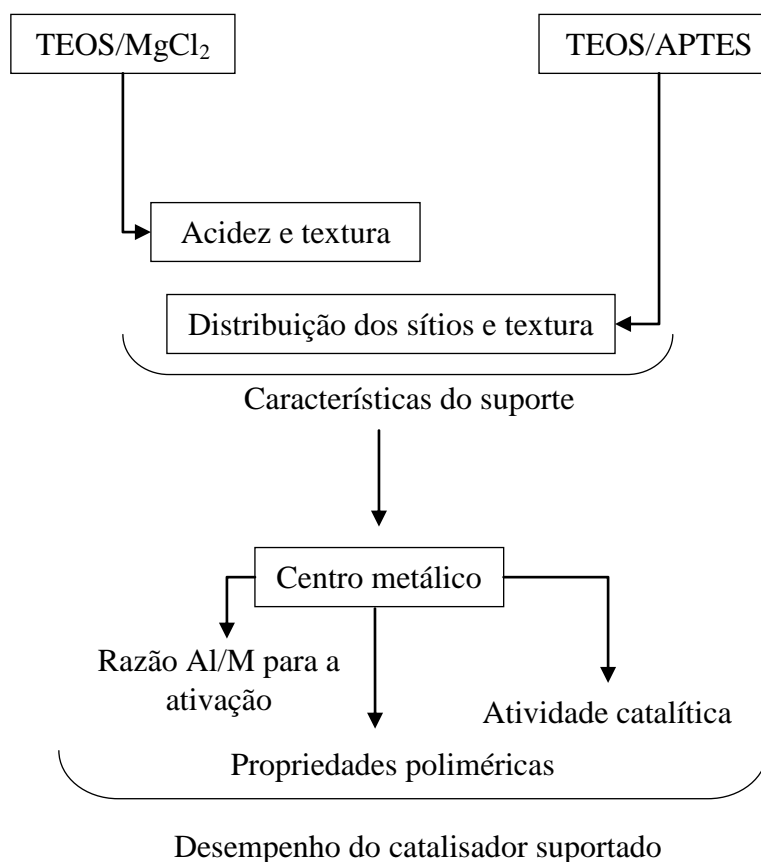 TEOS/MgCl₂
TEOS/APTES
Acidez e textura
Distribuição dos sítios e textura
Características do suporte
Centro metálico
Razão Al/M para a
ativação
Atividade catalítica
Propriedades poliméricas
Desempenho do catalisador suportado